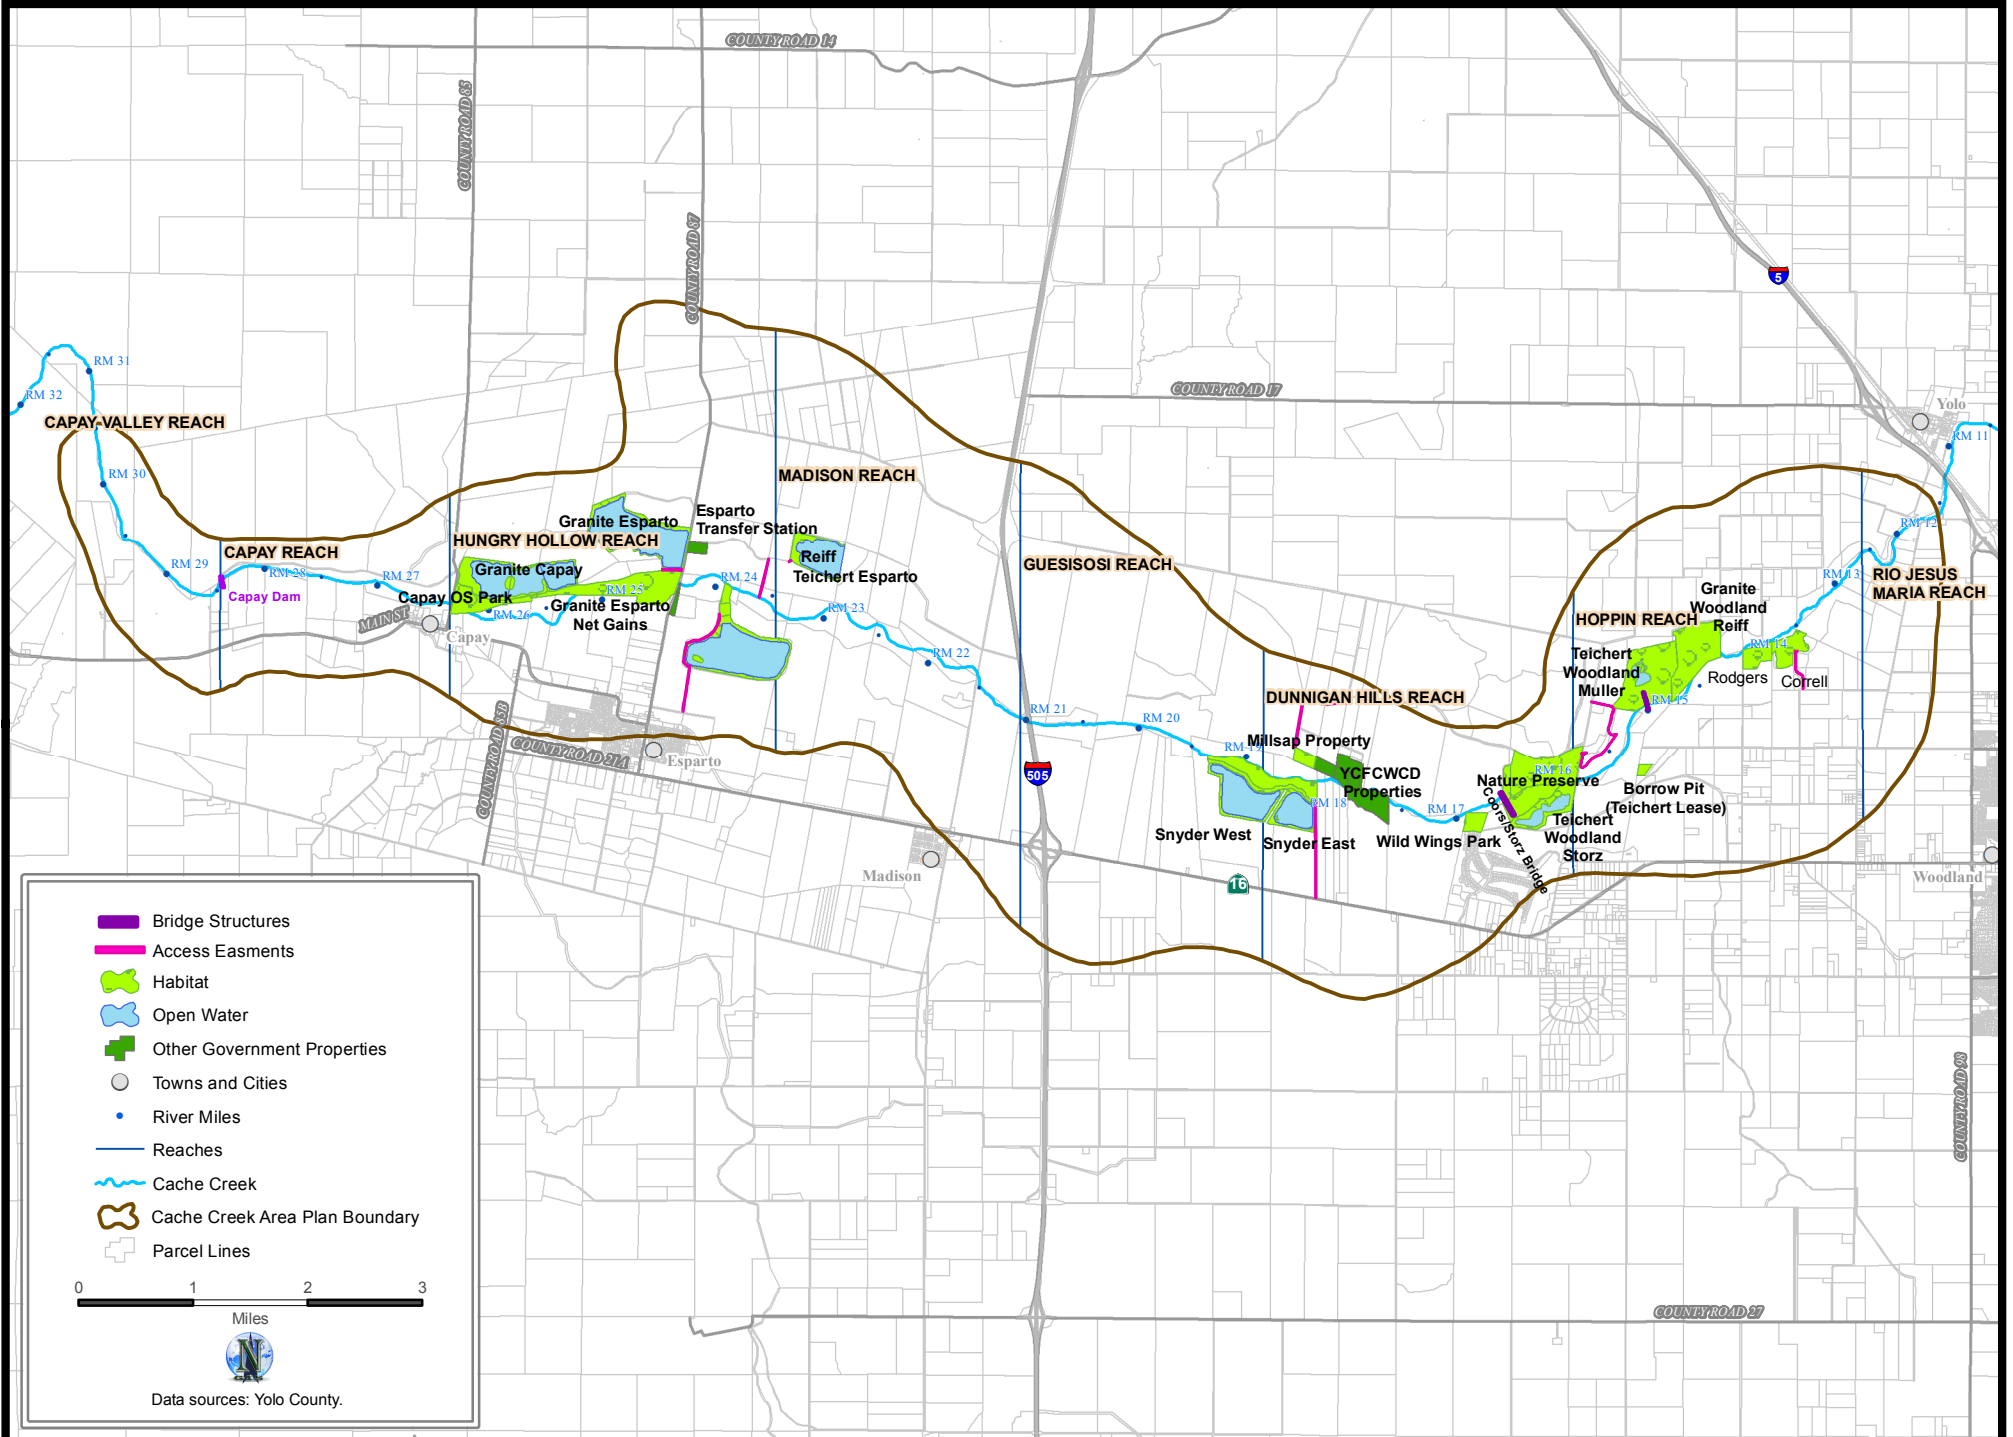 COUNTY ROAD 14
COUNTY ROAD 85
COUNTY ROAD 87
5
COUNTY ROAD 17
Yolo
RM 31
RM 32
CAPAY VALLEY REACH
RM 30
RM 11
MADISON REACH
Esparto
Transfer Station
Granite Esparto
HUNGRY HOLLOW REACH
CAPAY REACH
RM 12
RM 29
RM 28
RM 27
Granite Capay
Reiff
Teichert Esparto
GUESISOSI REACH
RM 13
RIO JESUS
MARIA REACH
Capay Dam
Capay OS Park
RM 26
RM 25
RM 24
Granite Esparto
Net Gains
RM 23
Granite
Woodland
Reiff
HOPPIN REACH
MAIN ST
Capay
RM 22
Teichert
Woodland
Muller
RM 14
Rodgers
Correll
DUNNIGAN HILLS REACH
RM 15
RM 21
RM 20
COUNTY ROAD 85B
COUNTY ROAD 21A
Esparto
RM 19
Millsap Property
505
YCFCWCD
Properties
RM 16
Nature Preserve
Borrow Pit
(Teichert Lease)
RM 18
RM 17
Coors/Storz Bridge
Snyder West
Snyder East
Wild Wings Park
Teichert
Woodland
Storz
Madison
16
Woodland
Bridge Structures
Access Easments
Habitat
Open Water
Other Government Properties
Towns and Cities
River Miles
Reaches
Cache Creek
Cache Creek Area Plan Boundary
Parcel Lines
0 1 2 3
Miles
N
Data sources: Yolo County.
COUNTY ROAD 98
COUNTY ROAD 27